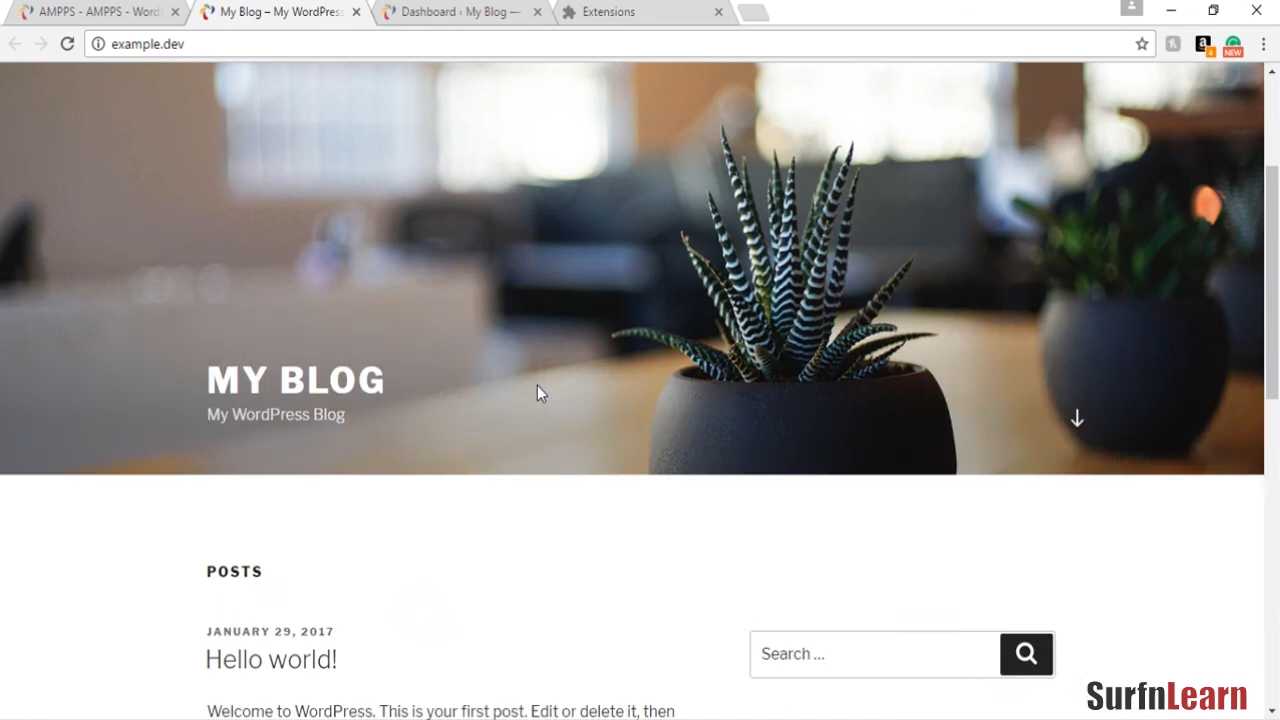 AMPPS - AMPPS - Word
My Blog – My WordPress
Dashboard ‹ My Blog —
Extensions
example.dev
a
4
NEW
MY BLOG
My WordPress Blog
POSTS
JANUARY 29, 2017
Hello world!
Search ...
Welcome to WordPress. This is your first post. Edit or delete it, then
SurfnLearn